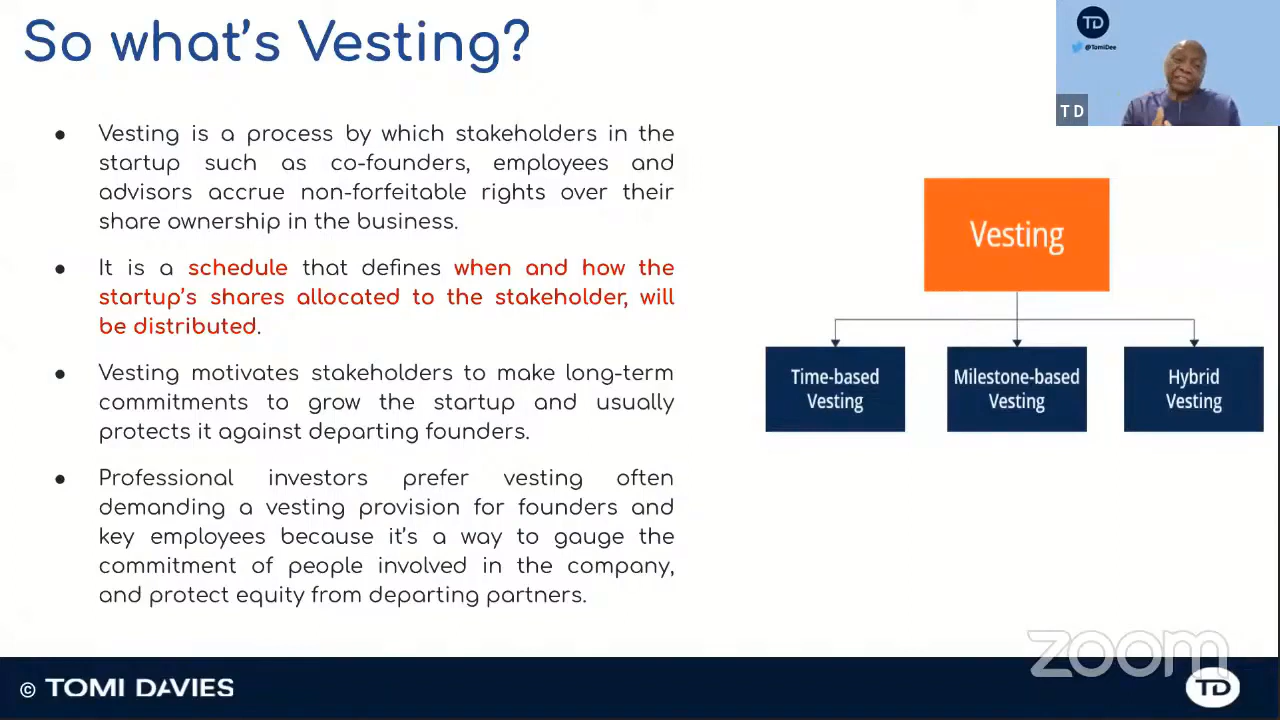 So what's Vesting?
TD
@TomiDee
T D
● Vesting is a process by which stakeholders in the
startup such as co-founders, employees and
advisors accrue non-forfeitable rights over their
share ownership in the business.
● It is a schedule that defines when and how the
startup's shares allocated to the stakeholder, will
be distributed.
● Vesting motivates stakeholders to make long-term
commitments to grow the startup and usually
protects it against departing founders.
● Professional investors prefer vesting often
demanding a vesting provision for founders and
key employees because it's a way to gauge the
commitment of people involved in the company,
and protect equity from departing partners.
Vesting
Time-based
Vesting
Milestone-based
Vesting
Hybrid
Vesting
zoom
© TOMI DAVIES
TD